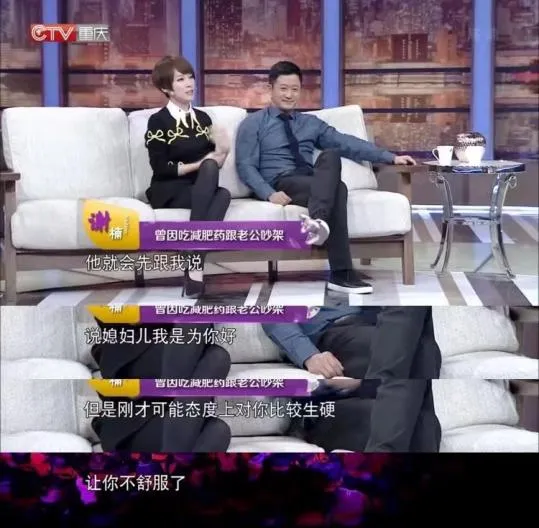 CTV重庆
楠
曾因吃减肥药跟老公吵架
他就会先跟我说
曾因吃减肥药跟老公吵架
说媳妇儿我是为你好
曾因吃减肥药跟老公吵架
但是刚才可能态度上对你比较生硬
让你不舒服了